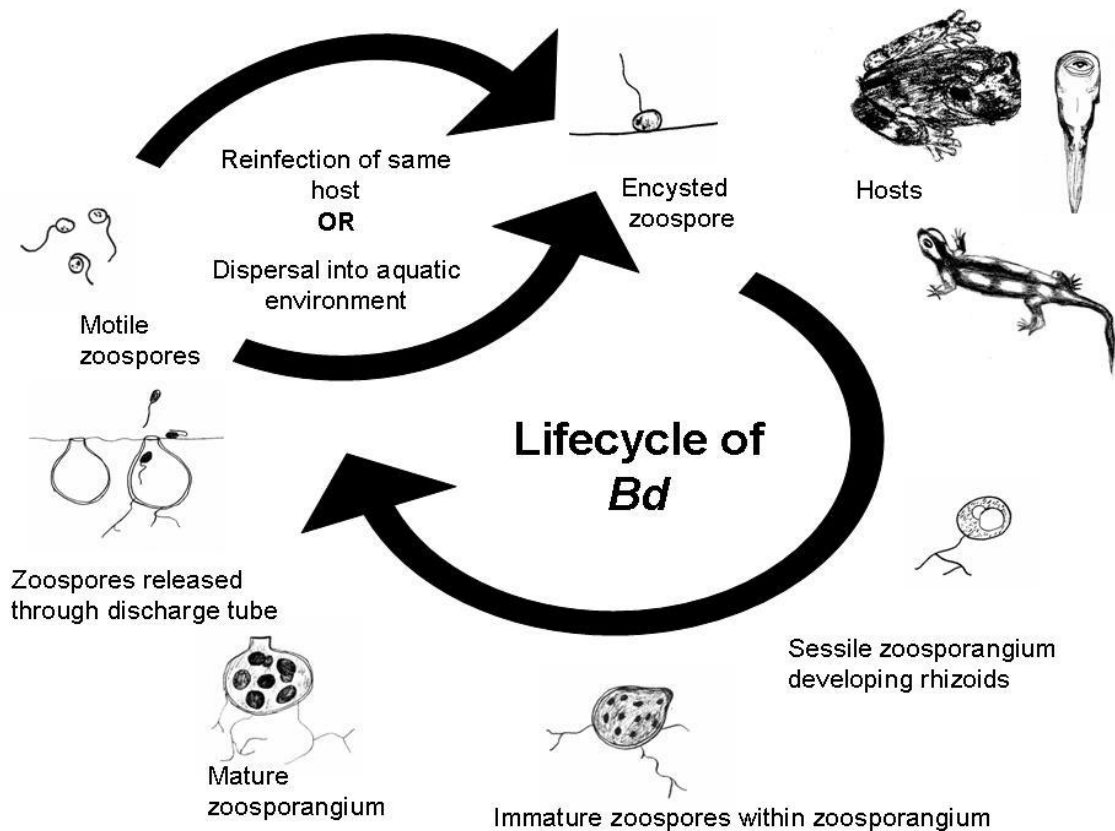 Reinfection of same
host
OR
Dispersal into aquatic
environment
Encysted
zoospore
Hosts
Motile
zoospores
Lifecycle of
Bd
Zoospores released
through discharge tube
Sessile zoosporangium
developing rhizoids
Mature
zoosporangium
Immature zoospores within zoosporangium